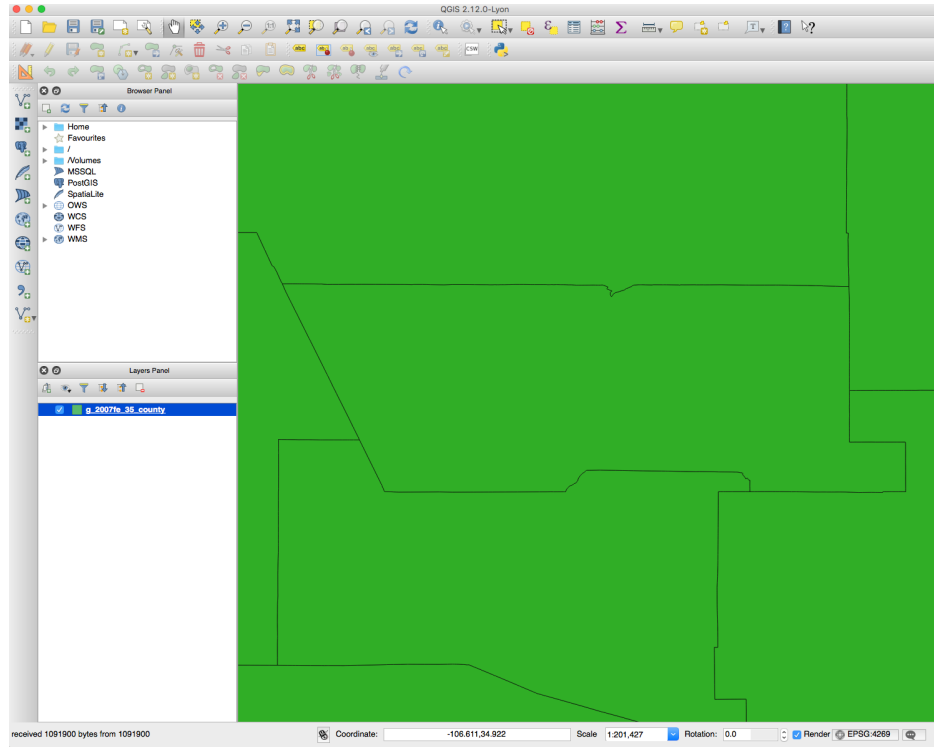 QGIS 2.12.0-Lyon
abc
CSW
Browser Panel
Home
Favourites
/
/Volumes
MSSQL
PostGIS
SpatiaLite
OWS
WCS
WFS
WMS
Layers Panel
g_2007fe_35_county
received 1091900 bytes from 1091900
Coordinate:
-106.611,34.922
Scale
1:201,427
Rotation:
0.0
Render
EPSG:4269